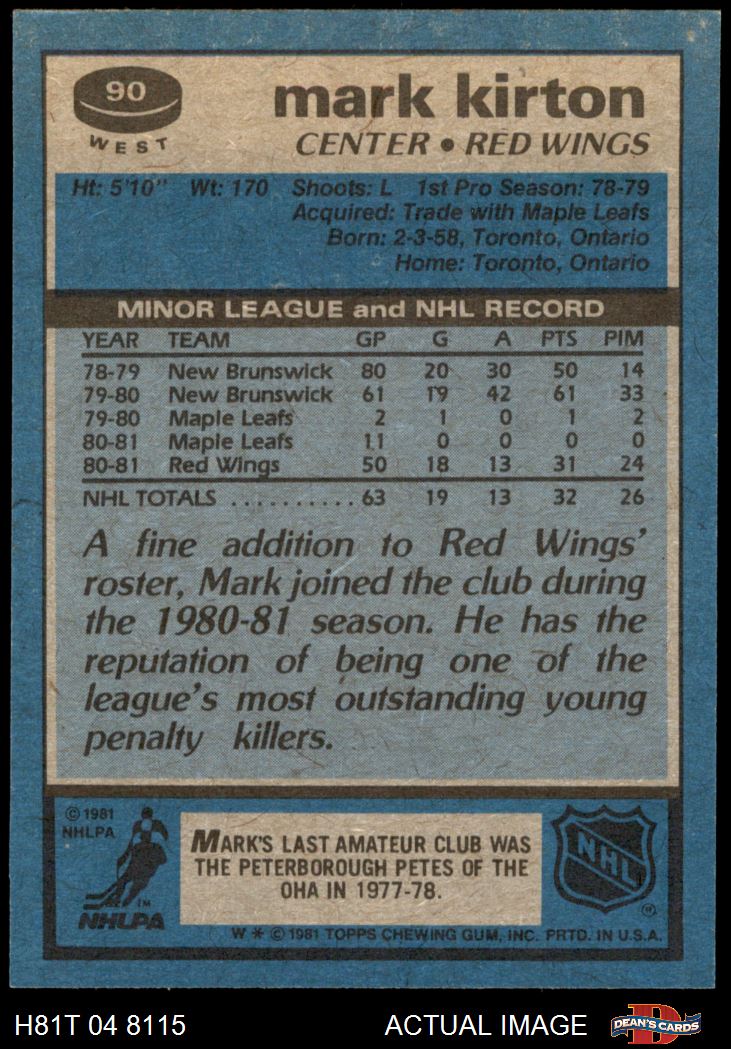 90
WEST
mark kirton
CENTER • RED WINGS
Ht: 5'10" Wt: 170 Shoots: L 1st Pro Season: 78-79
Acquired: Trade with Maple Leafs
Born: 2-3-58, Toronto, Ontario
Home: Toronto, Ontario
MINOR LEAGUE and NHL RECORD
YEAR TEAM GP G A PTS PIM
78-79 New Brunswick 80 20 30 50 14
79-80 New Brunswick 61 19 42 61 33
79-80 Maple Leafs 2 1 0 1 2
80-81 Maple Leafs 11 0 0 0 0
80-81 Red Wings 50 18 13 31 24
NHL TOTALS .......... 63 19 13 32 26
A fine addition to Red Wings'
roster, Mark joined the club during
the 1980-81 season. He has the
reputation of being one of the
league's most outstanding young
penalty killers.
© 1981
NHLPA
TM
NHLPA
MARK'S LAST AMATEUR CLUB WAS
THE PETERBOROUGH PETES OF THE
OHA IN 1977-78.
NHL
W * © 1981 TOPPS CHEWING GUM, INC. PRTD. IN U.S.A.
H81T 04 8115
ACTUAL IMAGE
D
DEAN'S CARDS